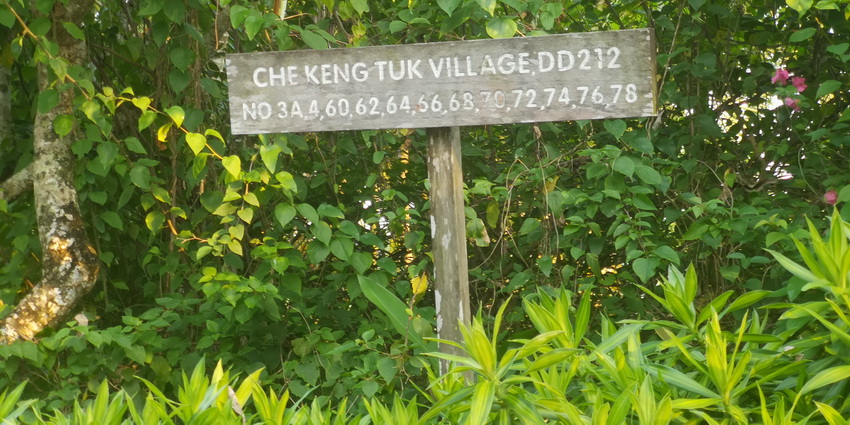 CHE KENG TUK VILLAGE,DD212
NO 3A,4,60,62,64,66,68,70,72,74,76,78